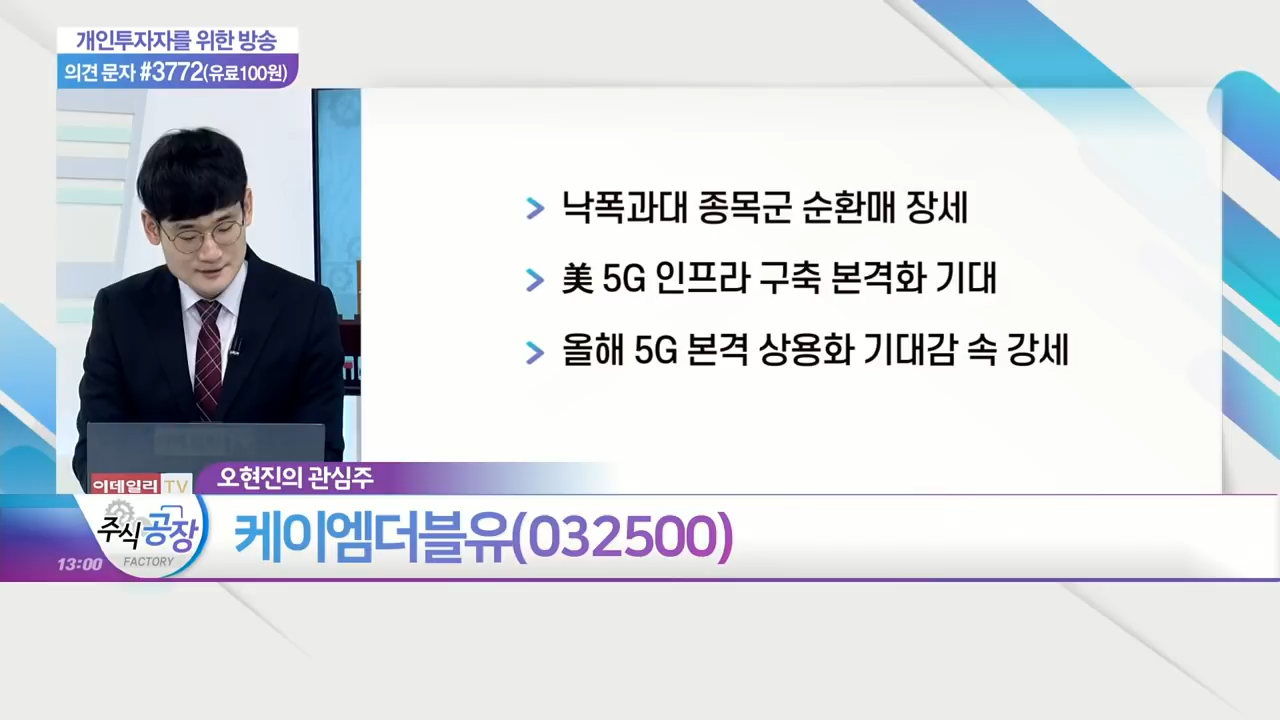 개인투자자를 위한 방송
의견 문자 #3772(유료100원)
낙폭과대 종목군 순환매 장세
美 5G 인프라 구축 본격화 기대
올해 5G 본격 상용화 기대감 속 강세
이데일리 TV
오현진의 관심주
주식공장
FACTORY
13:00
케이엠더블유(032500)